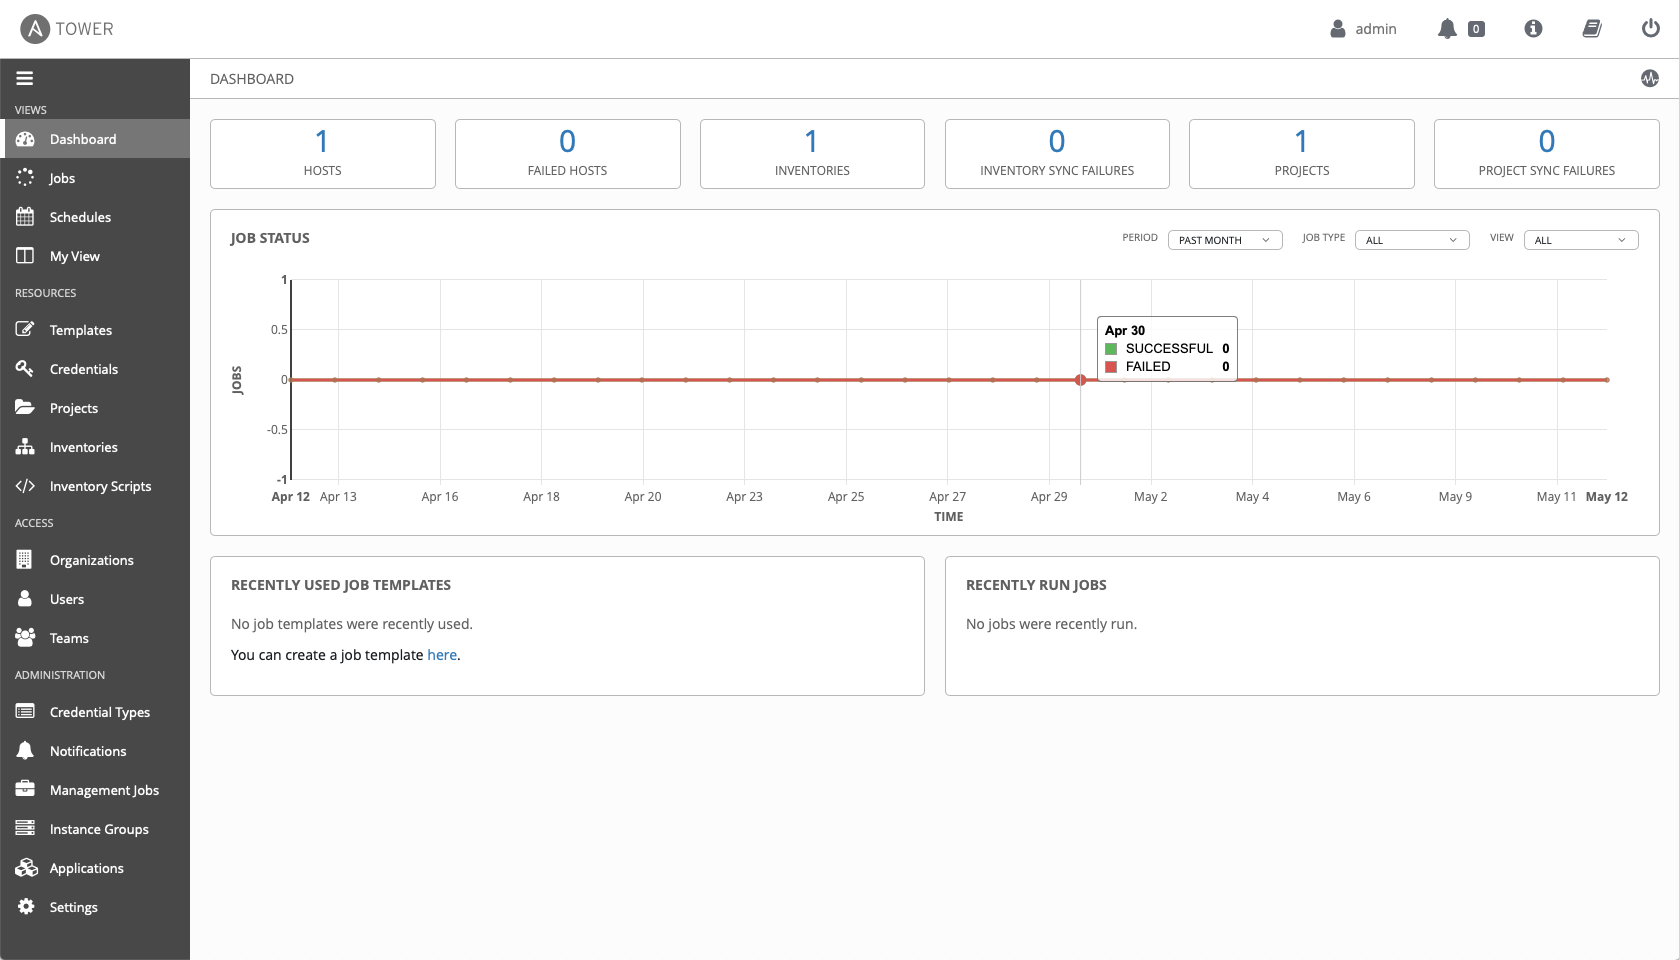 TOWER
admin
0
VIEWS
Dashboard
Jobs
Schedules
My View
RESOURCES
Templates
Credentials
Projects
Inventories
Inventory Scripts
ACCESS
Organizations
Users
Teams
ADMINISTRATION
Credential Types
Notifications
Management Jobs
Instance Groups
Applications
Settings
DASHBOARD
1
HOSTS
0
FAILED HOSTS
1
INVENTORIES
0
INVENTORY SYNC FAILURES
1
PROJECTS
0
PROJECT SYNC FAILURES
JOB STATUS
PERIOD PAST MONTH JOB TYPE ALL VIEW ALL
JOBS
1
0.5
0
-0.5
-1
Apr 30
SUCCESSFUL 0
FAILED 0
Apr 12 Apr 13 Apr 16 Apr 18 Apr 20 Apr 23 Apr 25 Apr 27 Apr 29 May 2 May 4 May 6 May 9 May 11 May 12
TIME
RECENTLY USED JOB TEMPLATES
No job templates were recently used.
You can create a job template here.
RECENTLY RUN JOBS
No jobs were recently run.